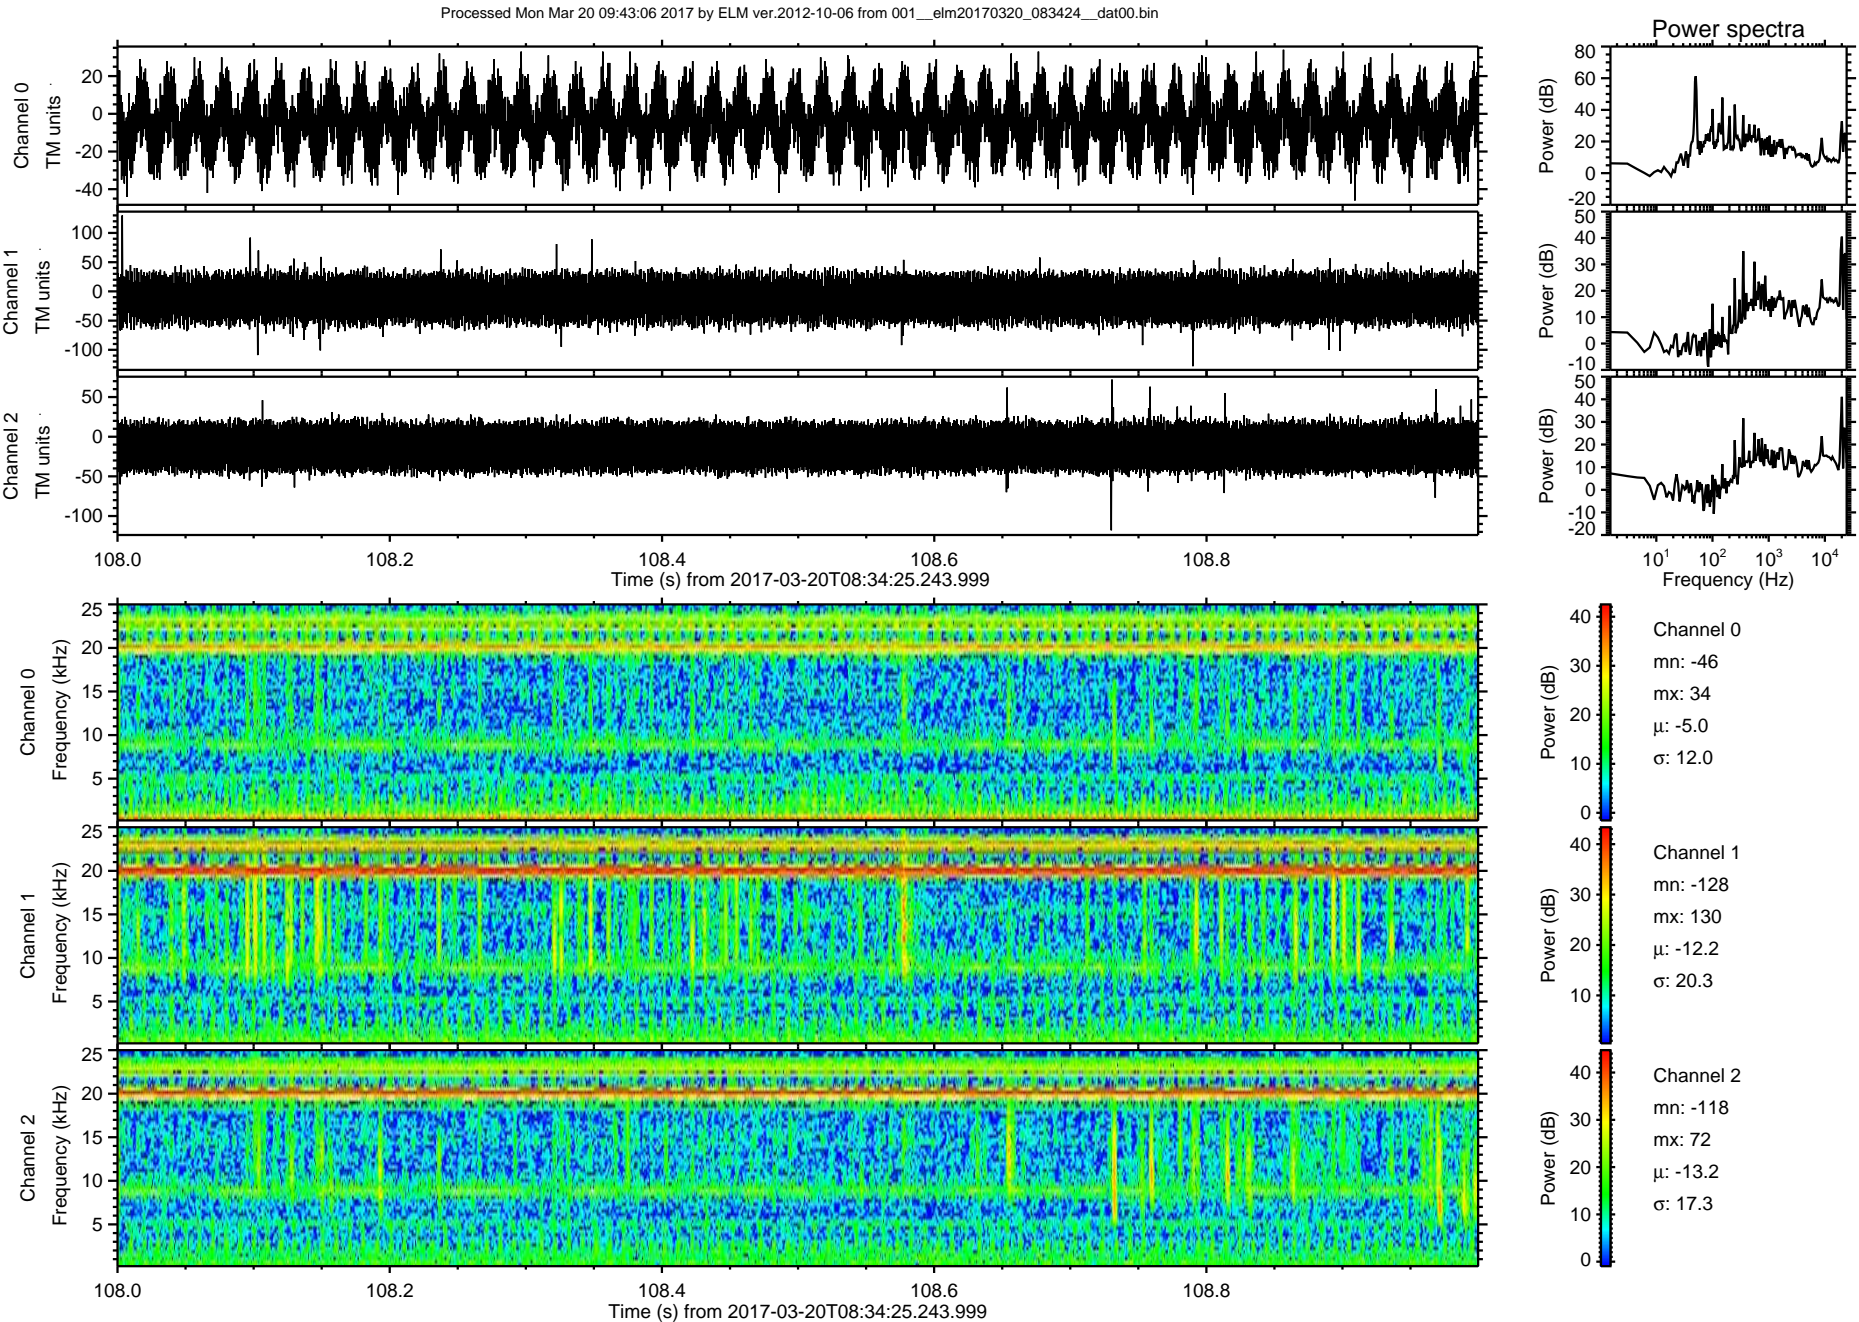 Processed Mon Mar 20 09:43:06 2017 by ELM ver.2012-10-06 from 001__elm20170320_083424__dat00.bin
Power spectra
Channel 0
TM units
20
0
-20
-40
Power (dB)
80
60
40
20
0
-20
Channel 1
TM units
100
50
0
-50
-100
Power (dB)
50
40
30
20
10
0
-10
Channel 2
TM units
50
0
-50
-100
Power (dB)
50
40
30
20
10
0
-10
-20
108.0 108.2 108.4 108.6 108.8
Time (s) from 2017-03-20T08:34:25.243.999
10¹ 10² 10³ 10⁴
Frequency (Hz)
Channel 0
Frequency (kHz)
25
20
15
10
5
Power (dB)
40
30
20
10
0
Channel 0
mn: -46
mx: 34
μ: -5.0
σ: 12.0
Channel 1
Frequency (kHz)
25
20
15
10
5
Power (dB)
40
30
20
10
Channel 1
mn: -128
mx: 130
μ: -12.2
σ: 20.3
Channel 2
Frequency (kHz)
25
20
15
10
5
Power (dB)
40
30
20
10
0
Channel 2
mn: -118
mx: 72
μ: -13.2
σ: 17.3
108.0 108.2 108.4 108.6 108.8
Time (s) from 2017-03-20T08:34:25.243.999